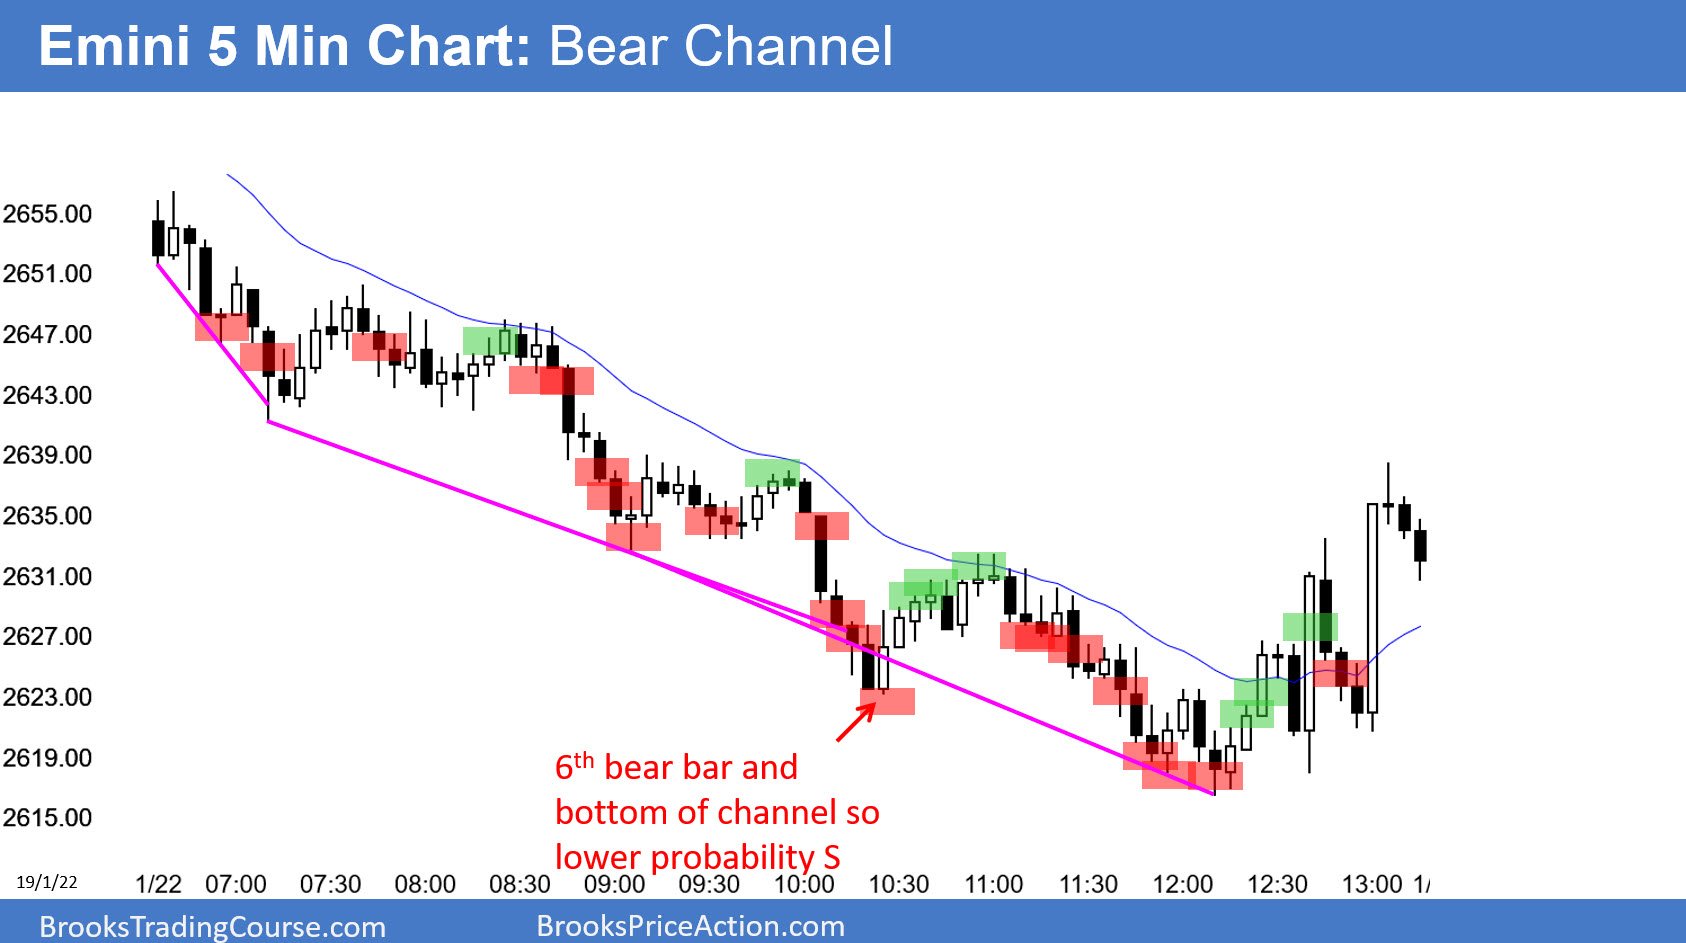 Emini 5 Min Chart: Bear Channel
2655.00
2651.00
2647.00
2643.00
2639.00
2635.00
2631.00
2627.00
2623.00
2619.00
2615.00
6th bear bar and
bottom of channel so
lower probability S
19/1/22 1/22 07:00 07:30 08:00 08:30 09:00 09:30 10:00 10:30 11:00 11:30 12:00 12:30 13:00 1/
BrooksTradingCourse.com BrooksPriceAction.com